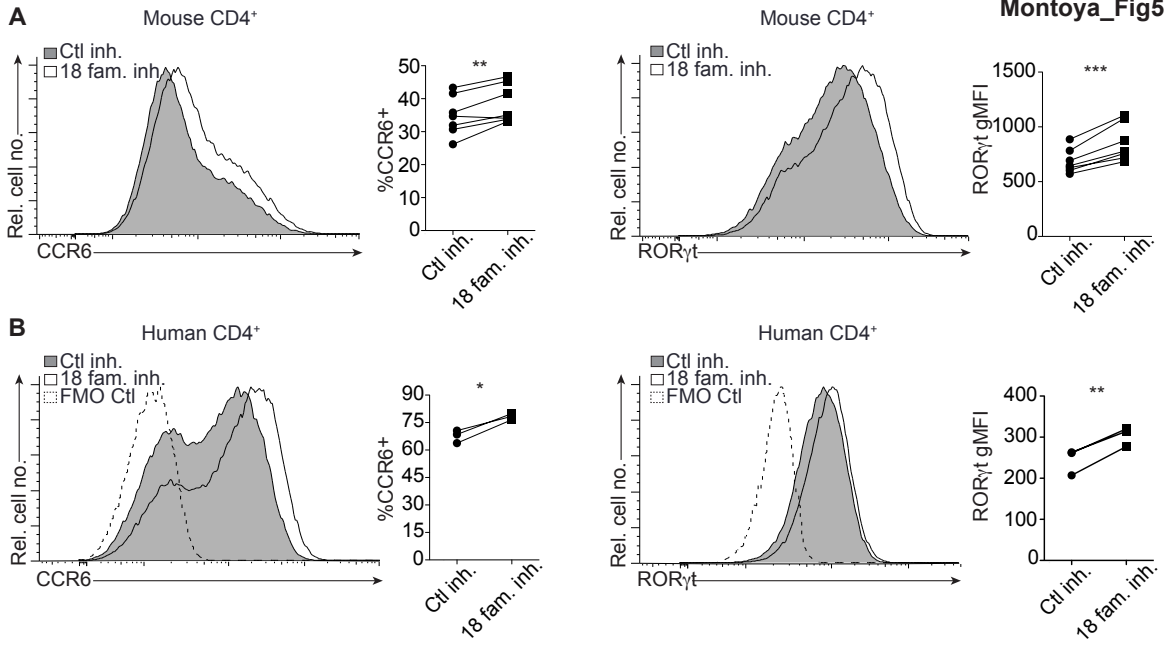 Montoya_Fig5
A
Mouse CD4⁺
Ctl inh.
18 fam. inh.
Rel. cell no.
CCR6
**
50
40
30
20
10
0
%CCR6+
Ctl inh.
18 fam. inh.
Mouse CD4⁺
Ctl inh.
18 fam. inh.
Rel. cell no.
RORγt
***
1500
1000
500
0
RORγt gMFI
Ctl inh.
18 fam. inh.
B
Human CD4⁺
Ctl inh.
18 fam. inh.
FMO Ctl
Rel. cell no.
CCR6
*
90
75
60
45
30
15
0
%CCR6+
Ctl inh.
18 fam. inh.
Human CD4⁺
Ctl inh.
18 fam. inh.
FMO Ctl
Rel. cell no.
RORγt
**
400
300
200
100
0
RORγt gMFI
Ctl inh.
18 fam. inh.